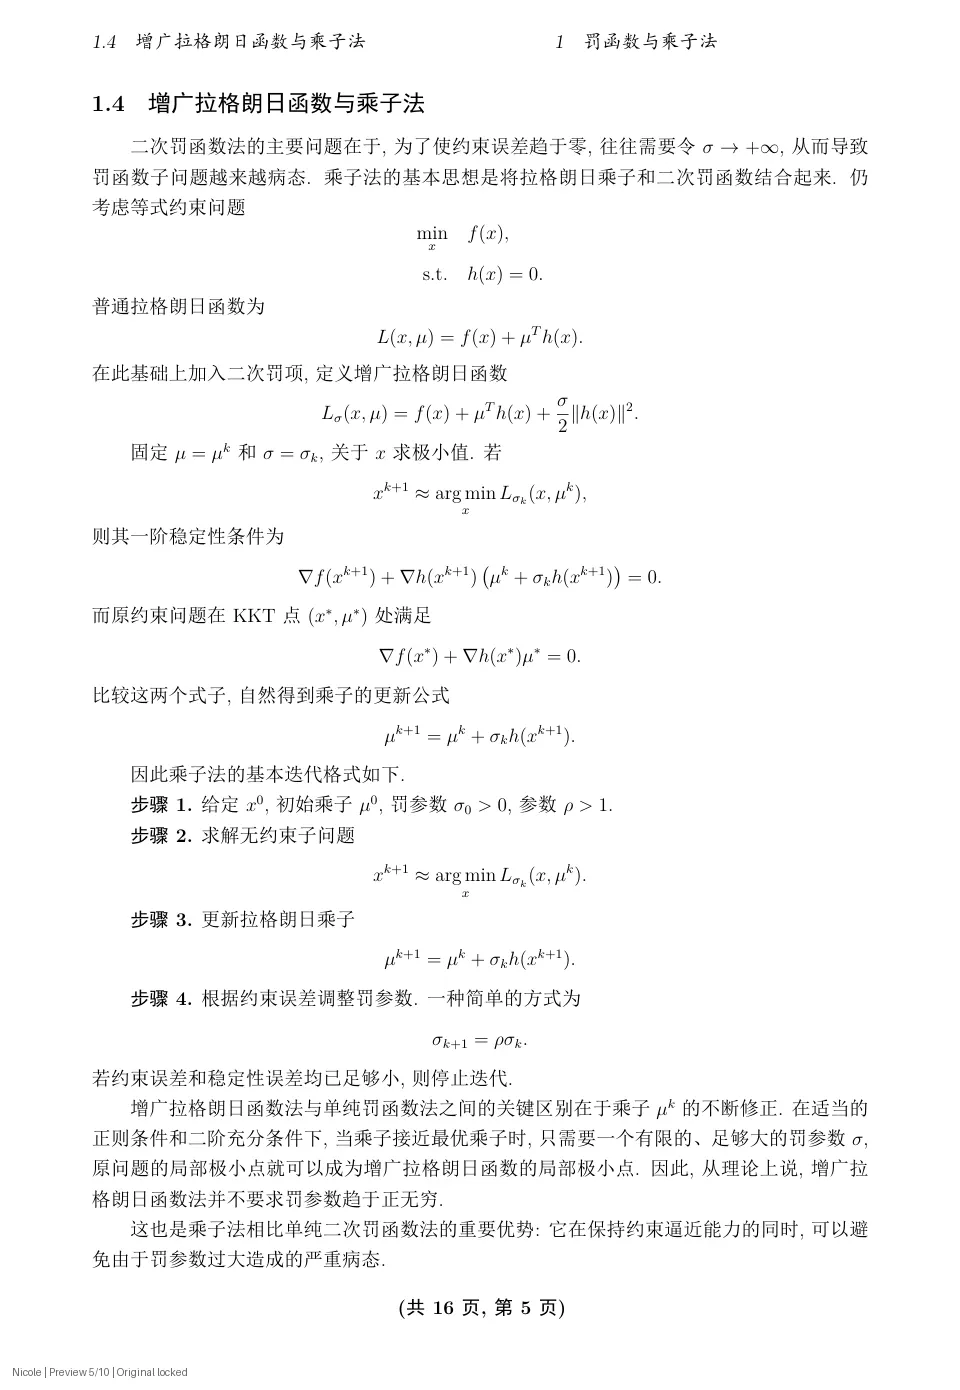 1.4 增广拉格朗日函数与乘子法 1 罚函数与乘子法
1.4 增广拉格朗日函数与乘子法
二次罚函数法的主要问题在于, 为了使约束误差趋于零, 往往需要令 σ → +∞, 从而导致
罚函数子问题越来越病态. 乘子法的基本思想是将拉格朗日乘子和二次罚函数结合起来. 仍
考虑等式约束问题
min_x f(x),
s.t. h(x) = 0.
普通拉格朗日函数为
L(x, μ) = f(x) + μ^T h(x).
在此基础上加入二次罚项, 定义增广拉格朗日函数
L_σ(x, μ) = f(x) + μ^T h(x) + σ/2 ‖h(x)‖².
固定 μ = μ^k 和 σ = σ_k, 关于 x 求极小值. 若
x^{k+1} ≈ arg min_x L_{σ_k}(x, μ^k),
则其一阶稳定性条件为
∇f(x^{k+1}) + ∇h(x^{k+1}) (μ^k + σ_k h(x^{k+1})) = 0.
而原约束问题在 KKT 点 (x*, μ*) 处满足
∇f(x*) + ∇h(x*)μ* = 0.
比较这两个式子, 自然得到乘子的更新公式
μ^{k+1} = μ^k + σ_k h(x^{k+1}).
因此乘子法的基本迭代格式如下.
步骤 1. 给定 x^0, 初始乘子 μ^0, 罚参数 σ_0 > 0, 参数 ρ > 1.
步骤 2. 求解无约束子问题
x^{k+1} ≈ arg min_x L_{σ_k}(x, μ^k).
步骤 3. 更新拉格朗日乘子
μ^{k+1} = μ^k + σ_k h(x^{k+1}).
步骤 4. 根据约束误差调整罚参数. 一种简单的方式为
σ_{k+1} = ρσ_k.
若约束误差和稳定性误差均已足够小, 则停止迭代.
增广拉格朗日函数法与单纯罚函数法之间的关键区别在于乘子 μ^k 的不断修正. 在适当的
正则条件和二阶充分条件下, 当乘子接近最优乘子时, 只需要一个有限的、足够大的罚参数 σ,
原问题的局部极小点就可以成为增广拉格朗日函数的局部极小点. 因此, 从理论上说, 增广拉
格朗日函数法并不要求罚参数趋于正无穷.
这也是乘子法相比单纯二次罚函数法的重要优势: 它在保持约束逼近能力的同时, 可以避
免由于罚参数过大造成的严重病态.
(共 16 页, 第 5 页)
Nicole | Preview 5/10 | Original locked